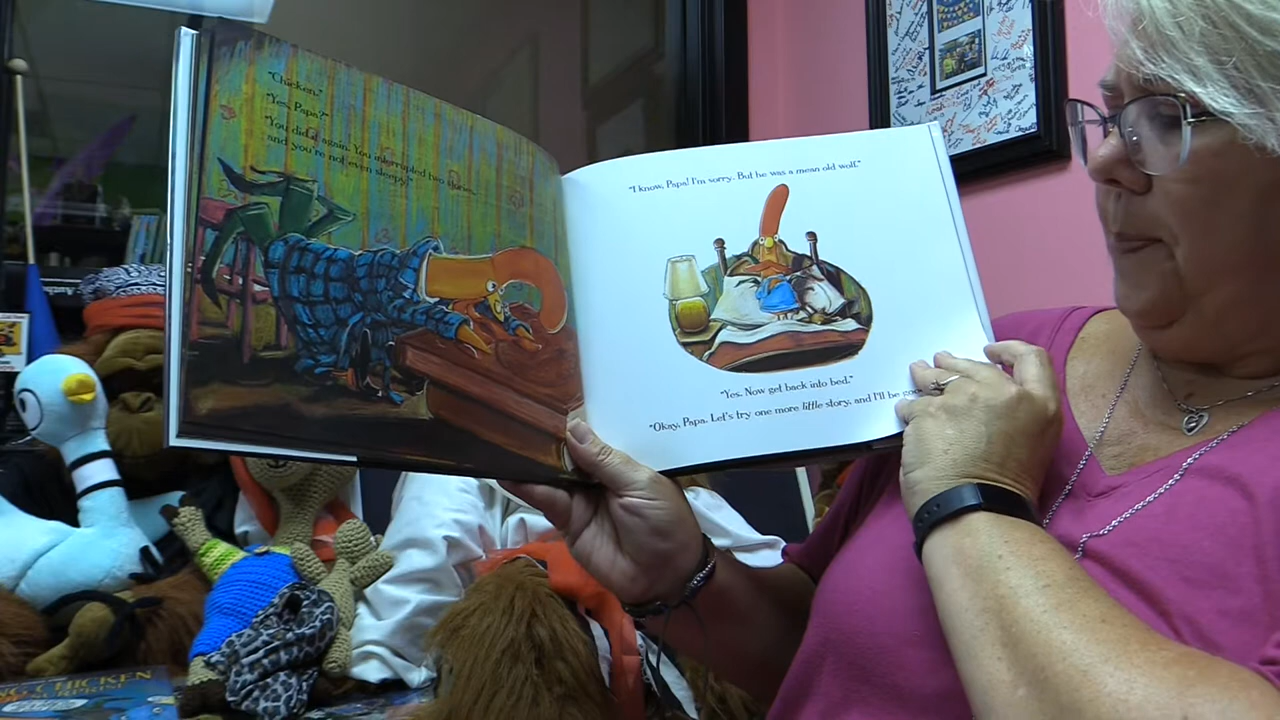 "Chicken."
"Yes, Papa?"
"You did it again. You interrupted two stories,
and you're not even sleepy!"
"I know, Papa! I'm sorry. But he was a mean old wolf."
"Yes. Now get back into bed."
"Okay, Papa. Let's try one more little story, and I'll be
CHICKEN